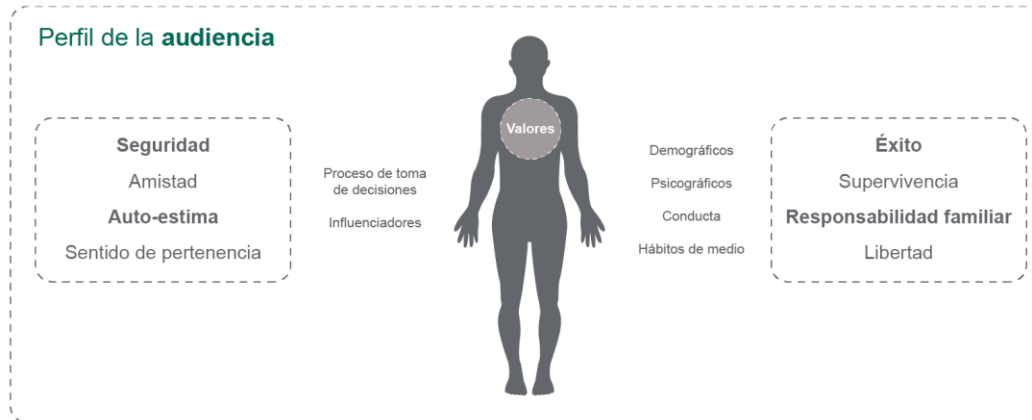 Perfil de la audiencia
Seguridad
Amistad
Auto-estima
Sentido de pertenencia
Proceso de toma
de decisiones
Influenciadores
Valores
Demográficos
Psicográficos
Conducta
Hábitos de medio
Éxito
Supervivencia
Responsabilidad familiar
Libertad